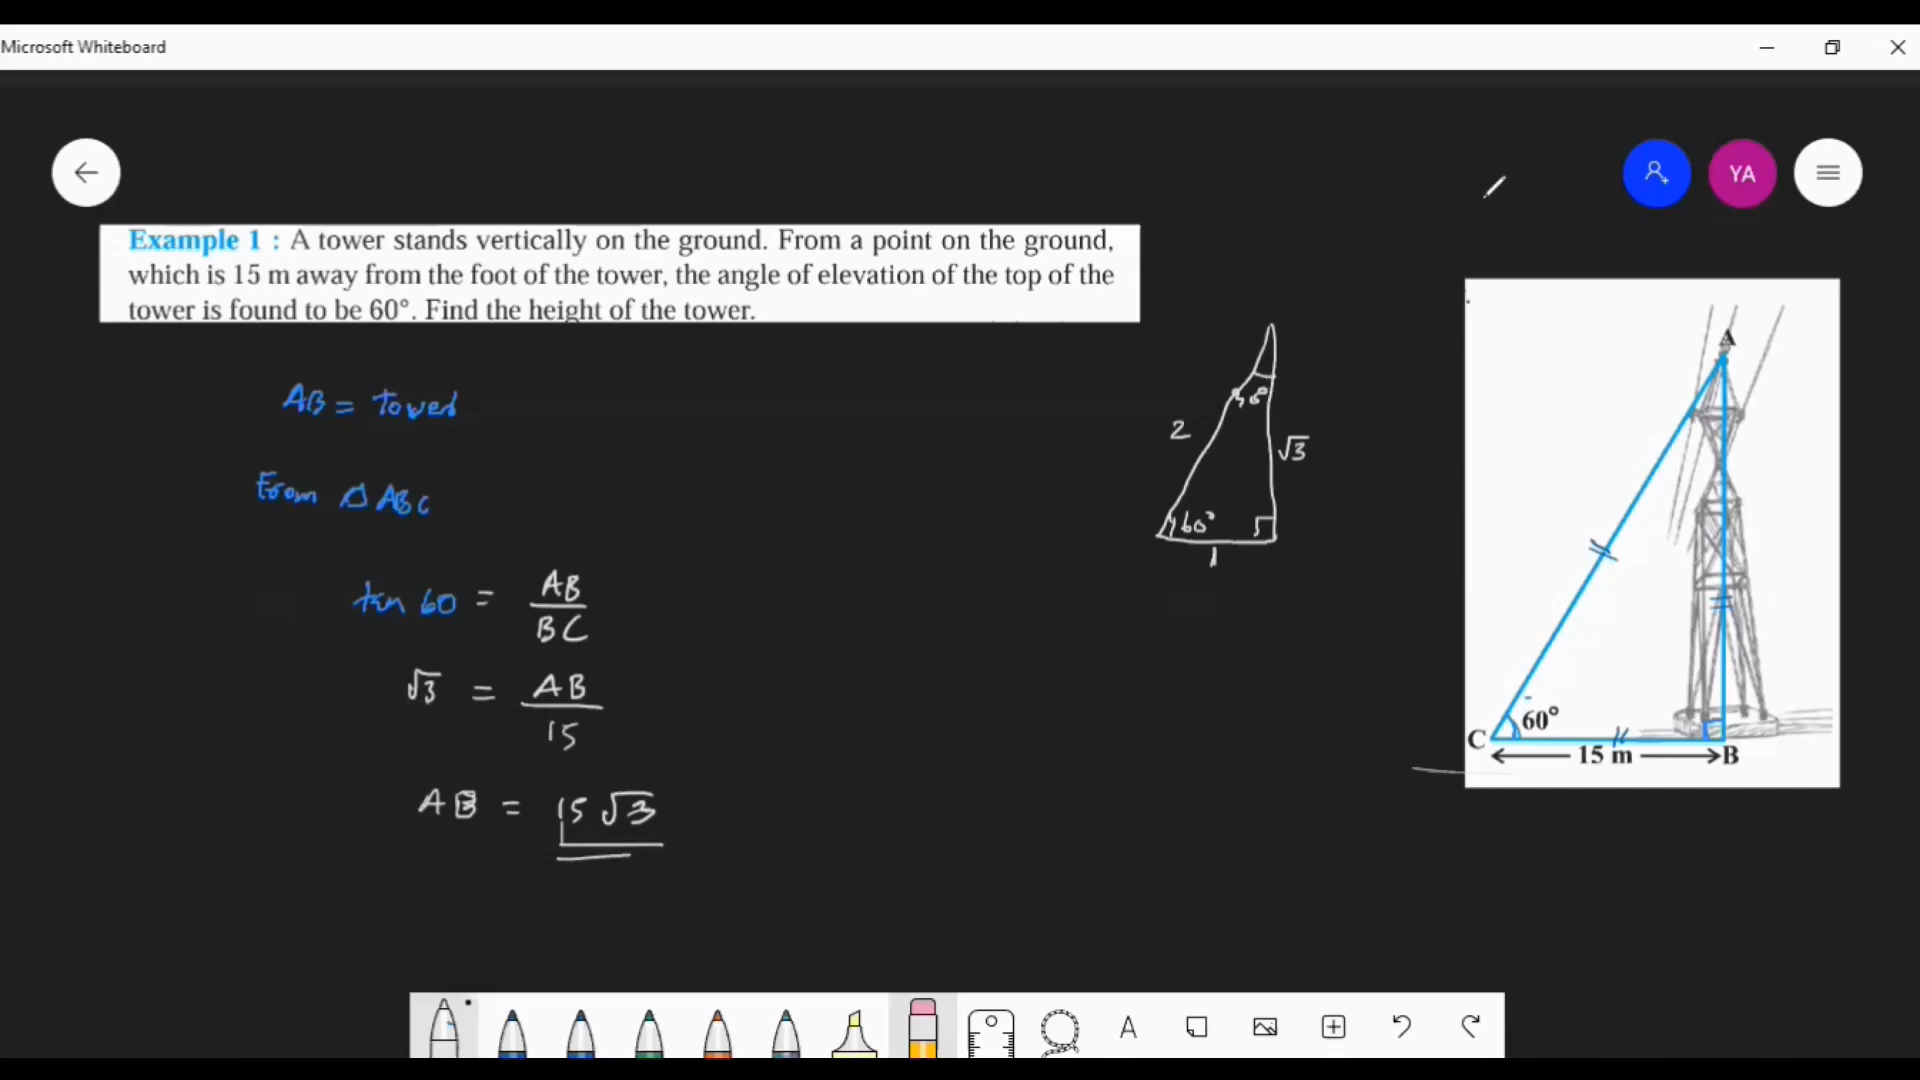 Microsoft Whiteboard
YA
Example 1 : A tower stands vertically on the ground. From a point on the ground,
which is 15 m away from the foot of the tower, the angle of elevation of the top of the
tower is found to be 60°. Find the height of the tower.
AB = Tower
From △ ABC
tan 60 = AB/BC
√3 = AB/15
AB = 15√3
30°
2
√3
60°
1
A
60°
C
15 m
B
A